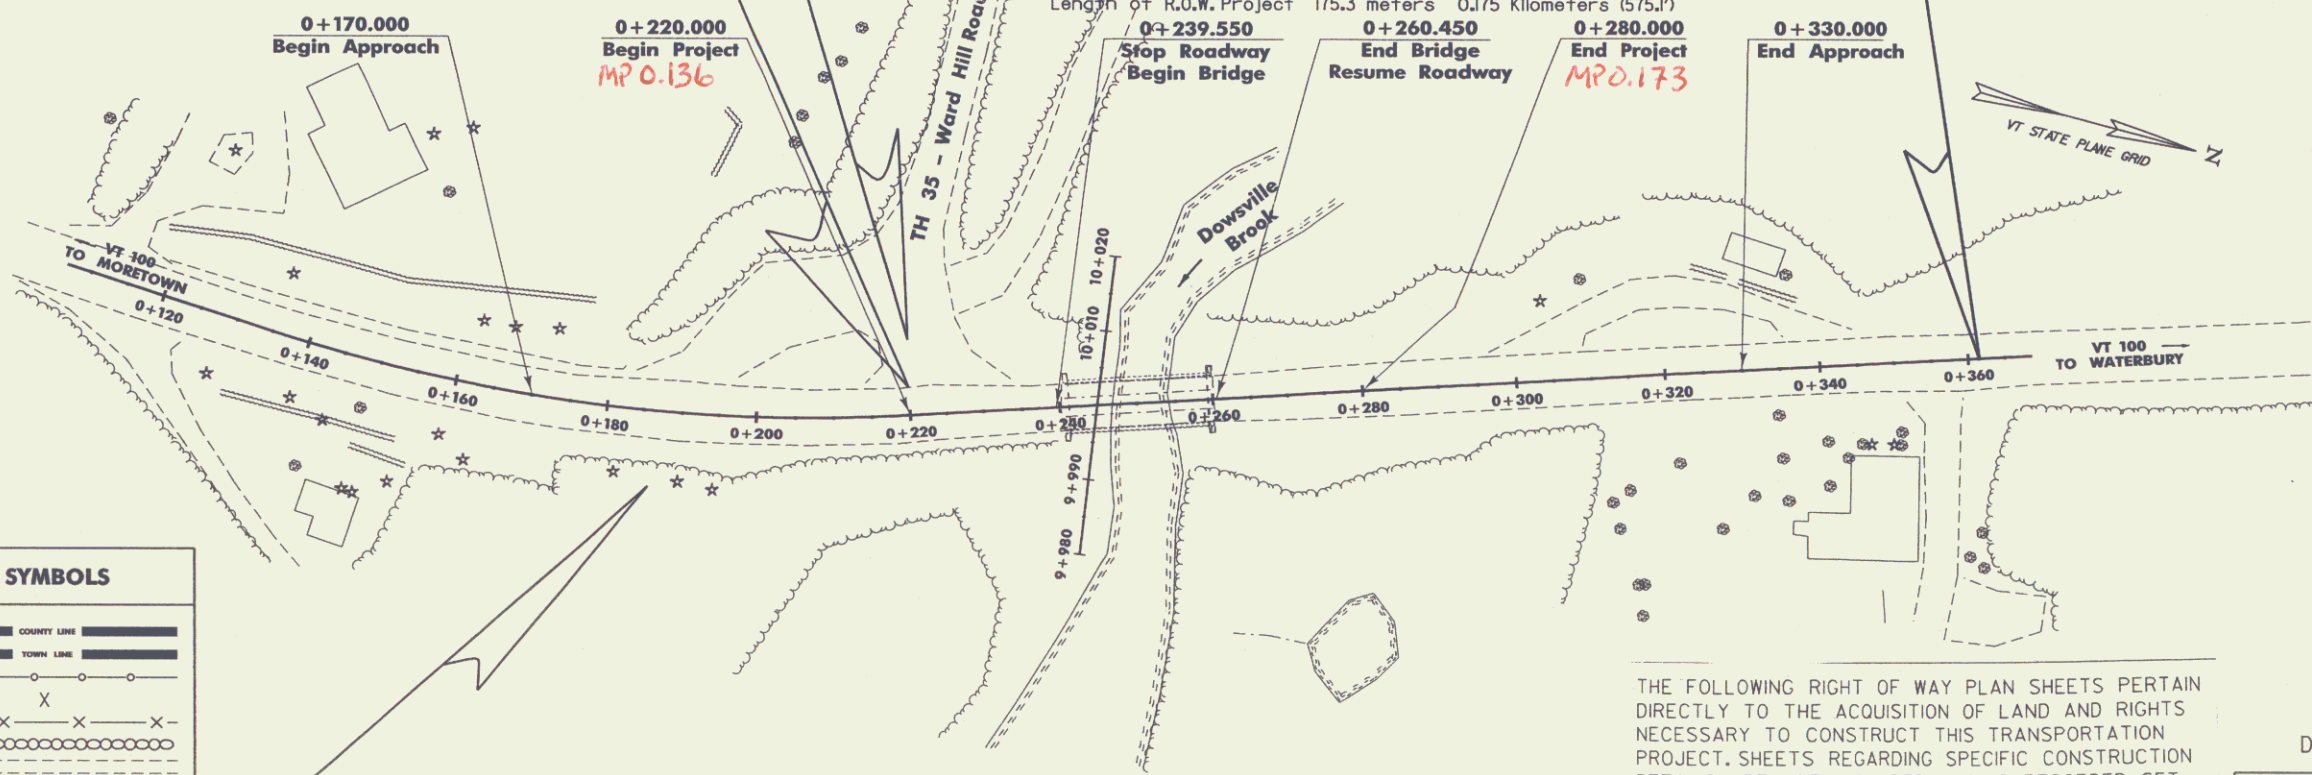 Length of R.O.W. Project 175.3 meters 0.175 Kilometers (575.1')
0+170.000
Begin Approach
0+220.000
Begin Project
MP 0.136
TH 35 - Ward Hill Road
0+239.550
Stop Roadway
Begin Bridge
0+260.450
End Bridge
Resume Roadway
0+280.000
End Project
MP0.173
0+330.000
End Approach
VT STATE PLANE GRID
N
Dowsville
Brook
VT 100
TO MORETOWN
0+120
0+140
0+160
0+180
0+200
0+220
0+240
0+260
0+280
0+300
0+320
0+340
0+360
VT 100
TO WATERBURY
10+020
10+010
9+990
9+980
SYMBOLS
COUNTY LINE
TOWN LINE
THE FOLLOWING RIGHT OF WAY PLAN SHEETS PERTAIN
DIRECTLY TO THE ACQUISITION OF LAND AND RIGHTS
NECESSARY TO CONSTRUCT THIS TRANSPORTATION
PROJECT. SHEETS REGARDING SPECIFIC CONSTRUCTION